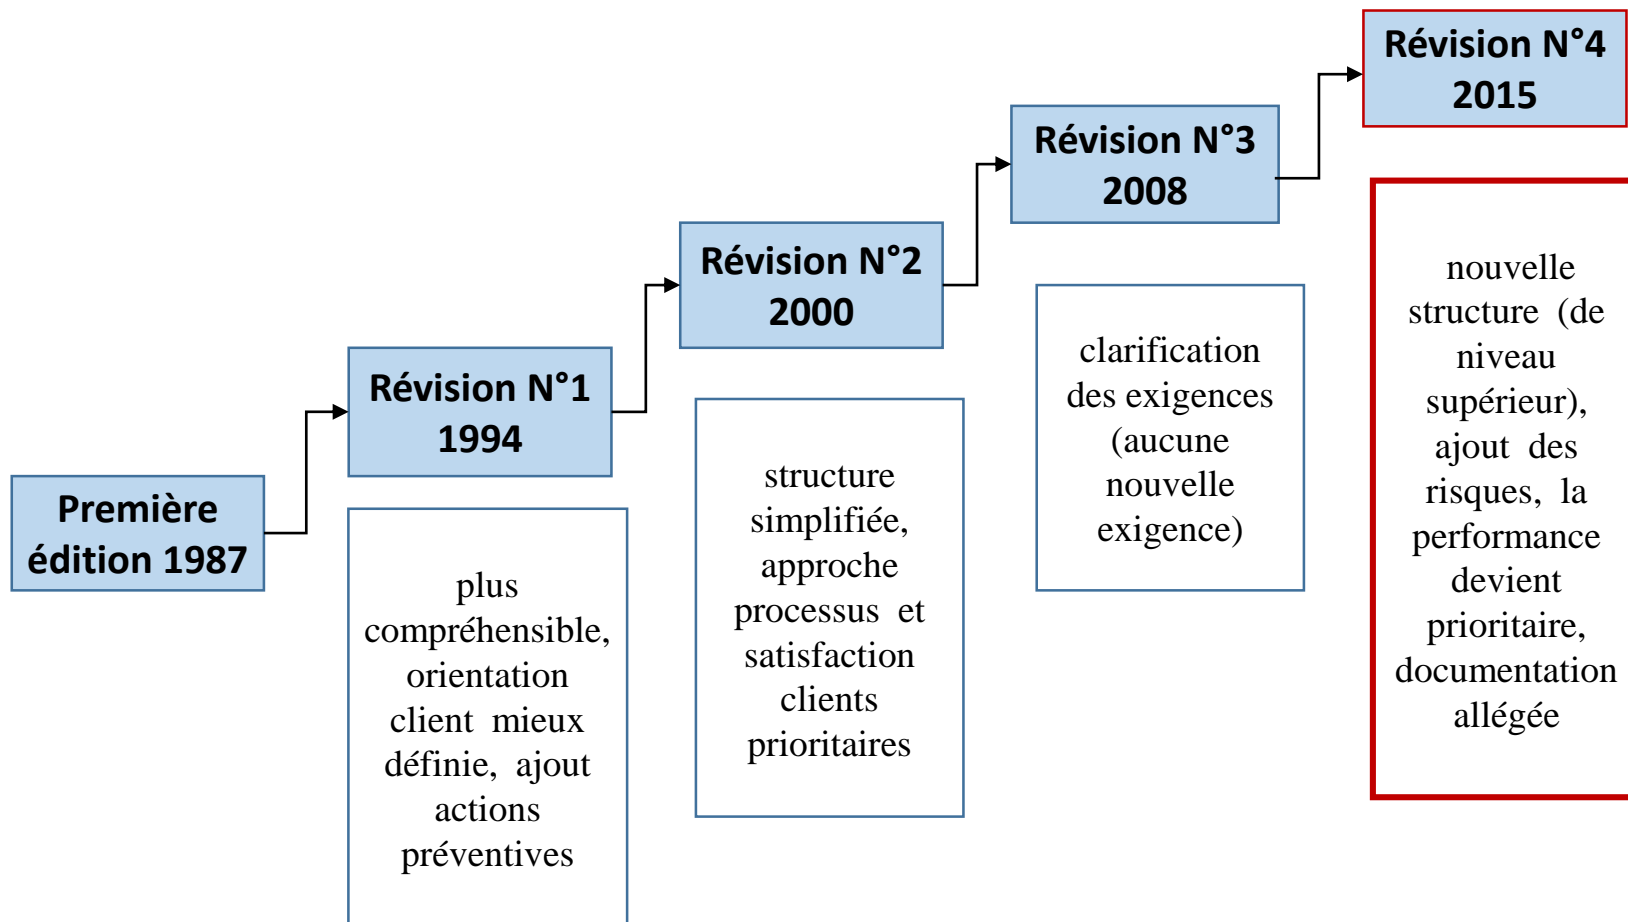 Première
édition 1987
Révision N°1
1994
plus
compréhensible,
orientation
client mieux
définie, ajout
actions
préventives
Révision N°2
2000
structure
simplifiée,
approche
processus et
satisfaction
clients
prioritaires
Révision N°3
2008
clarification
des exigences
(aucune
nouvelle
exigence)
Révision N°4
2015
nouvelle
structure (de
niveau
supérieur),
ajout des
risques, la
performance
devient
prioritaire,
documentation
allégée